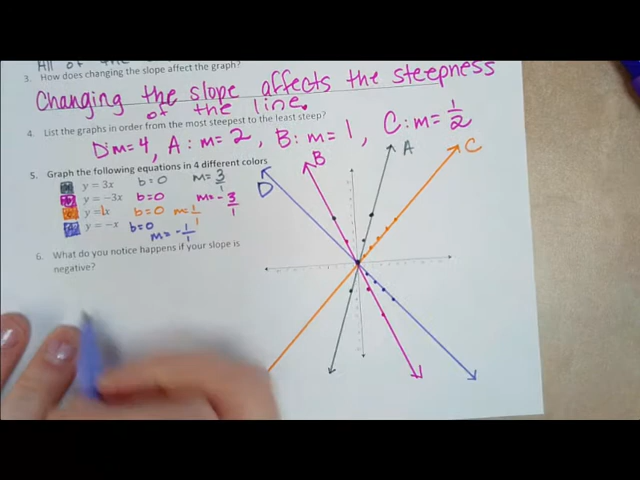 All of the
3. How does changing the slope affect the graph?
Changing the slope affects the steepness
of the line.
4. List the graphs in order from the most steepest to the least steep?
D: m=4, A: m=2, B: m=1, C: m=1/2
5. Graph the following equations in 4 different colors
y = 3x b=0 m=3/1
y = -3x b=0 m=-3/1
y = 1x b=0 m=1/1
y = -x b=0 m=-1/1
6. What do you notice happens if your slope is
negative?
D
B
A
C